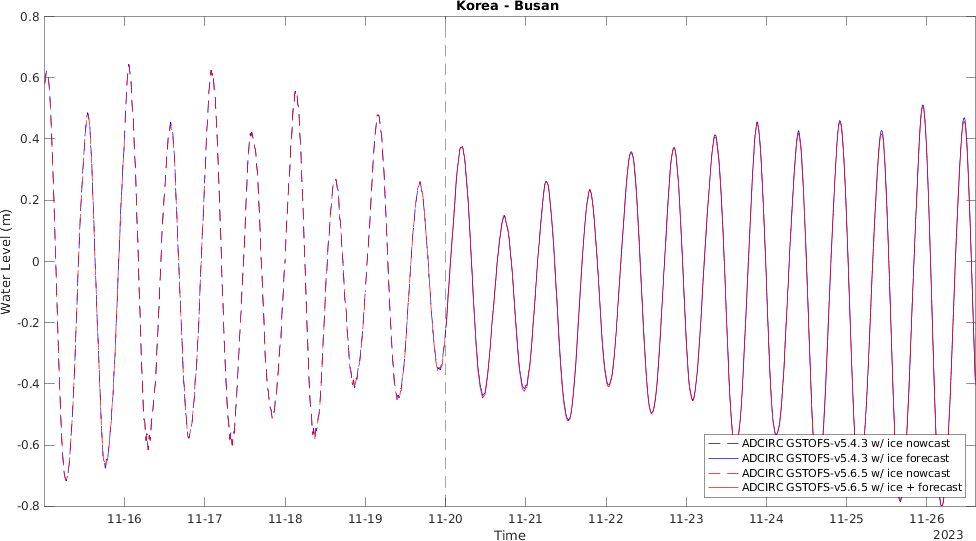 Korea - Busan
Water Level (m)
0.8
0.6
0.4
0.2
0
-0.2
-0.4
-0.6
-0.8
ADCIRC GSTOFS-v5.4.3 w/ ice nowcast
ADCIRC GSTOFS-v5.4.3 w/ ice forecast
ADCIRC GSTOFS-v5.6.5 w/ ice nowcast
ADCIRC GSTOFS-v5.6.5 w/ ice + forecast
11-16 11-17 11-18 11-19 11-20 11-21 11-22 11-23 11-24 11-25 11-26
Time
2023